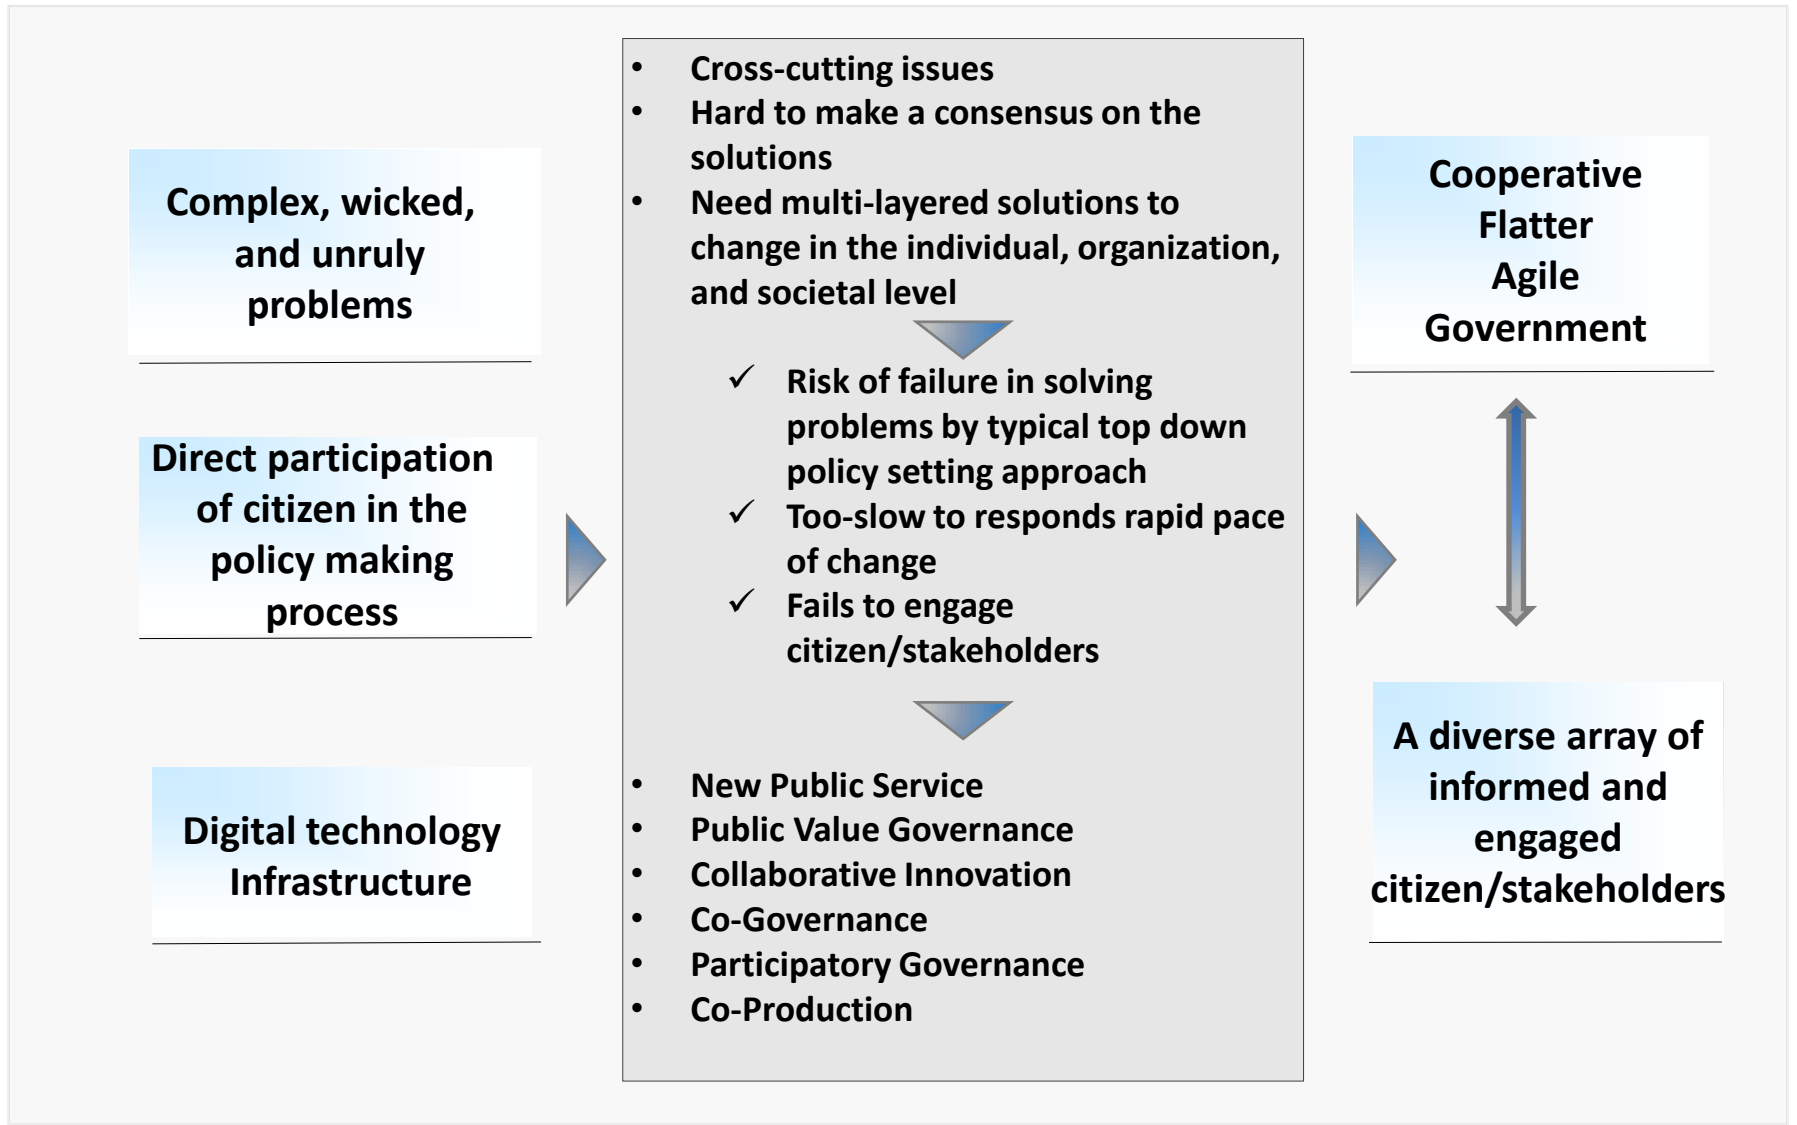 Complex, wicked,
and unruly
problems
Direct participation
of citizen in the
policy making
process
Digital technology
Infrastructure
• Cross-cutting issues
• Hard to make a consensus on the
solutions
• Need multi-layered solutions to
change in the individual, organization,
and societal level
✓ Risk of failure in solving
problems by typical top down
policy setting approach
✓ Too-slow to responds rapid pace
of change
✓ Fails to engage
citizen/stakeholders
• New Public Service
• Public Value Governance
• Collaborative Innovation
• Co-Governance
• Participatory Governance
• Co-Production
Cooperative
Flatter
Agile
Government
A diverse array of
informed and
engaged
citizen/stakeholders